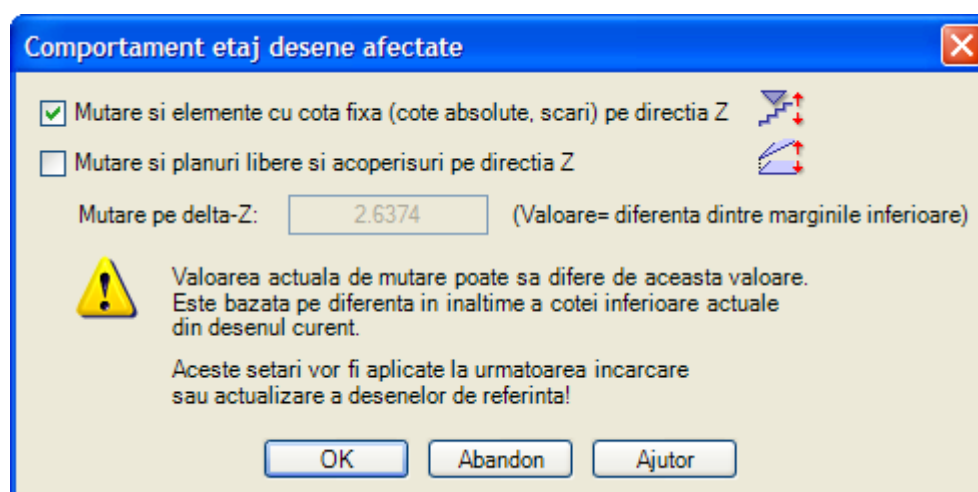 Comportament etaj desene afectate
Mutare si elemente cu cota fixa (cote absolute, scari) pe directia Z
Mutare si planuri libere si acoperisuri pe directia Z
Mutare pe delta-Z: 2.6374 (Valoare= diferenta dintre marginile inferioare)
Valoarea actuala de mutare poate sa difere de aceasta valoare.
Este bazata pe diferenta in inaltime a cotei inferioare actuale
din desenul curent.
Aceste setari vor fi aplicate la urmatoarea incarcare
sau actualizare a desenelor de referinta!
OK Abandon Ajutor